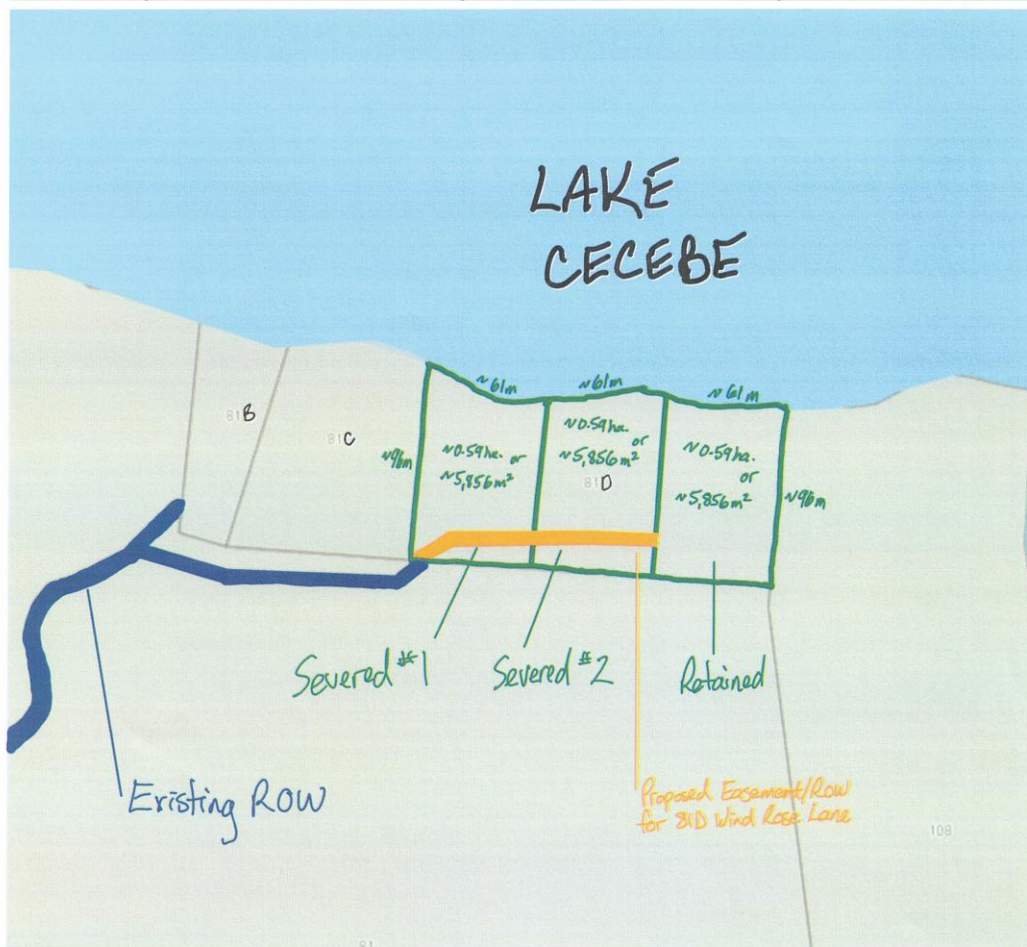 LAKE
CECEBE
~61m
~61m
~61m
81B
81C
~96m
~0.59ha. or
~5,856m²
~0.59ha.
or
~5,856m²
81D
~0.59ha.
or
~5,856m²
~96m
Severed #1
Severed #2
Retained
Existing ROW
Proposed Easement/Row
for 81D Wind Rose Lane
108
81